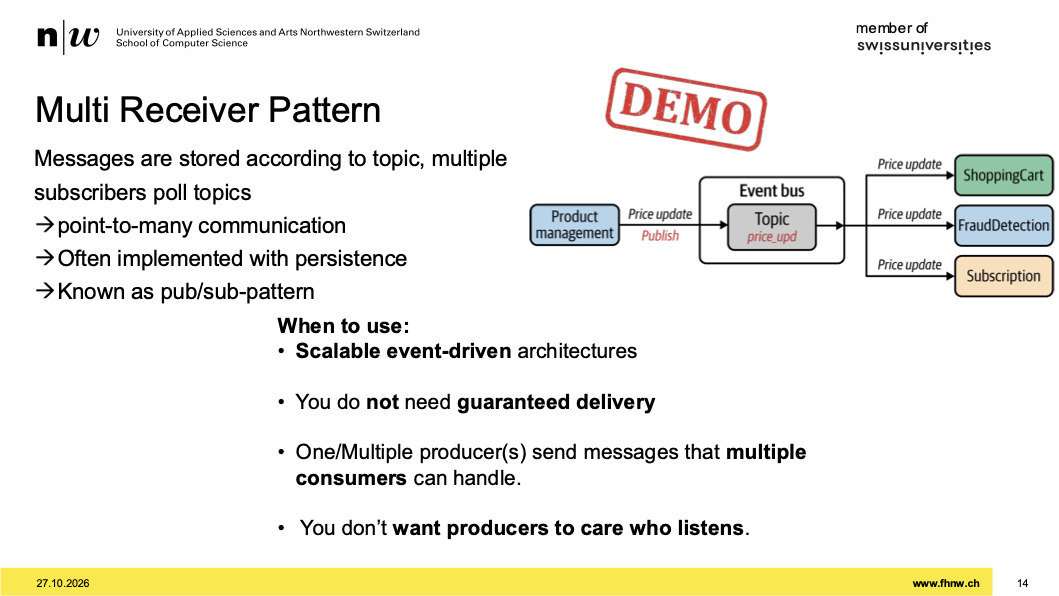 n|w University of Applied Sciences and Arts Northwestern Switzerland
School of Computer Science
member of
swissuniversities
Multi Receiver Pattern
DEMO
Messages are stored according to topic, multiple
subscribers poll topics
→point-to-many communication
→Often implemented with persistence
→Known as pub/sub-pattern
Product
management
Price update
Publish
Event bus
Topic
price_upd
Price update
ShoppingCart
Price update
FraudDetection
Price update
Subscription
When to use:
• Scalable event-driven architectures
• You do not need guaranteed delivery
• One/Multiple producer(s) send messages that multiple
consumers can handle.
• You don’t want producers to care who listens.
27.10.2026
www.fhnw.ch
14